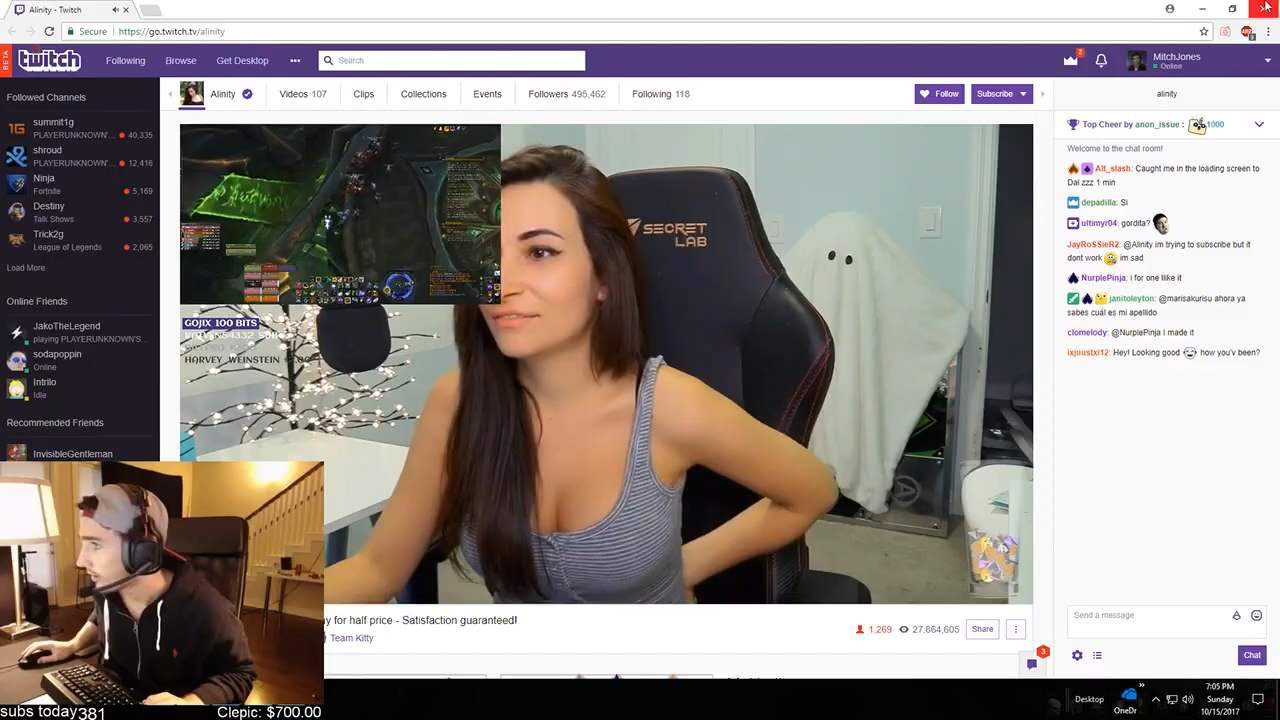 Alinity - Twitch
Secure
https://go.twitch.tv/alinity
BETA
twitch
Following
Browse
Get Desktop
Search
2
MitchJones
Online
Followed Channels
summit1g
PLAYERUNKNOWN'...
40,335
shroud
PLAYERUNKNOWN'...
12,416
Ninja
Fortnite
5,169
Destiny
Talk Shows
3,557
Trick2g
League of Legends
2,065
Load More
Online Friends
JakoTheLegend
playing PLAYERUNKNOWN'S...
sodapoppin
Online
Intrilo
Idle
Recommended Friends
InvisibleGentleman
Alinity
Videos 107
Clips
Collections
Events
Followers 495,462
Following 118
Follow
Subscribe
SECRET
LAB
GOJIX 100 BITS
HARVEY_WEINSTEIN
y for half price - Satisfaction guaranteed!
Team Kitty
1,269
27,864,605
Share
alinity
Top Cheer by anon_issue :
1000
Welcome to the chat room!
Alt_slash: Caught me in the loading screen to
Dal zzz 1 min
depadilla: Si
ultimyr04: gordita?
JayRoSSieR2: @Alinity im trying to subscribe but it
dont work im sad
NurplePinja: i for one llke it
janitoleyton: @marisakurisu ahora ya
sabes cuál es mi apellido
clomelody: @NurplePinja I made it
ixjuustxi12: Hey! Looking good how you'v been?
Send a message
Chat
3
subs today381
Clepic: $700.00
Desktop
OneDr
7:05 PM
Sunday
10/15/2017